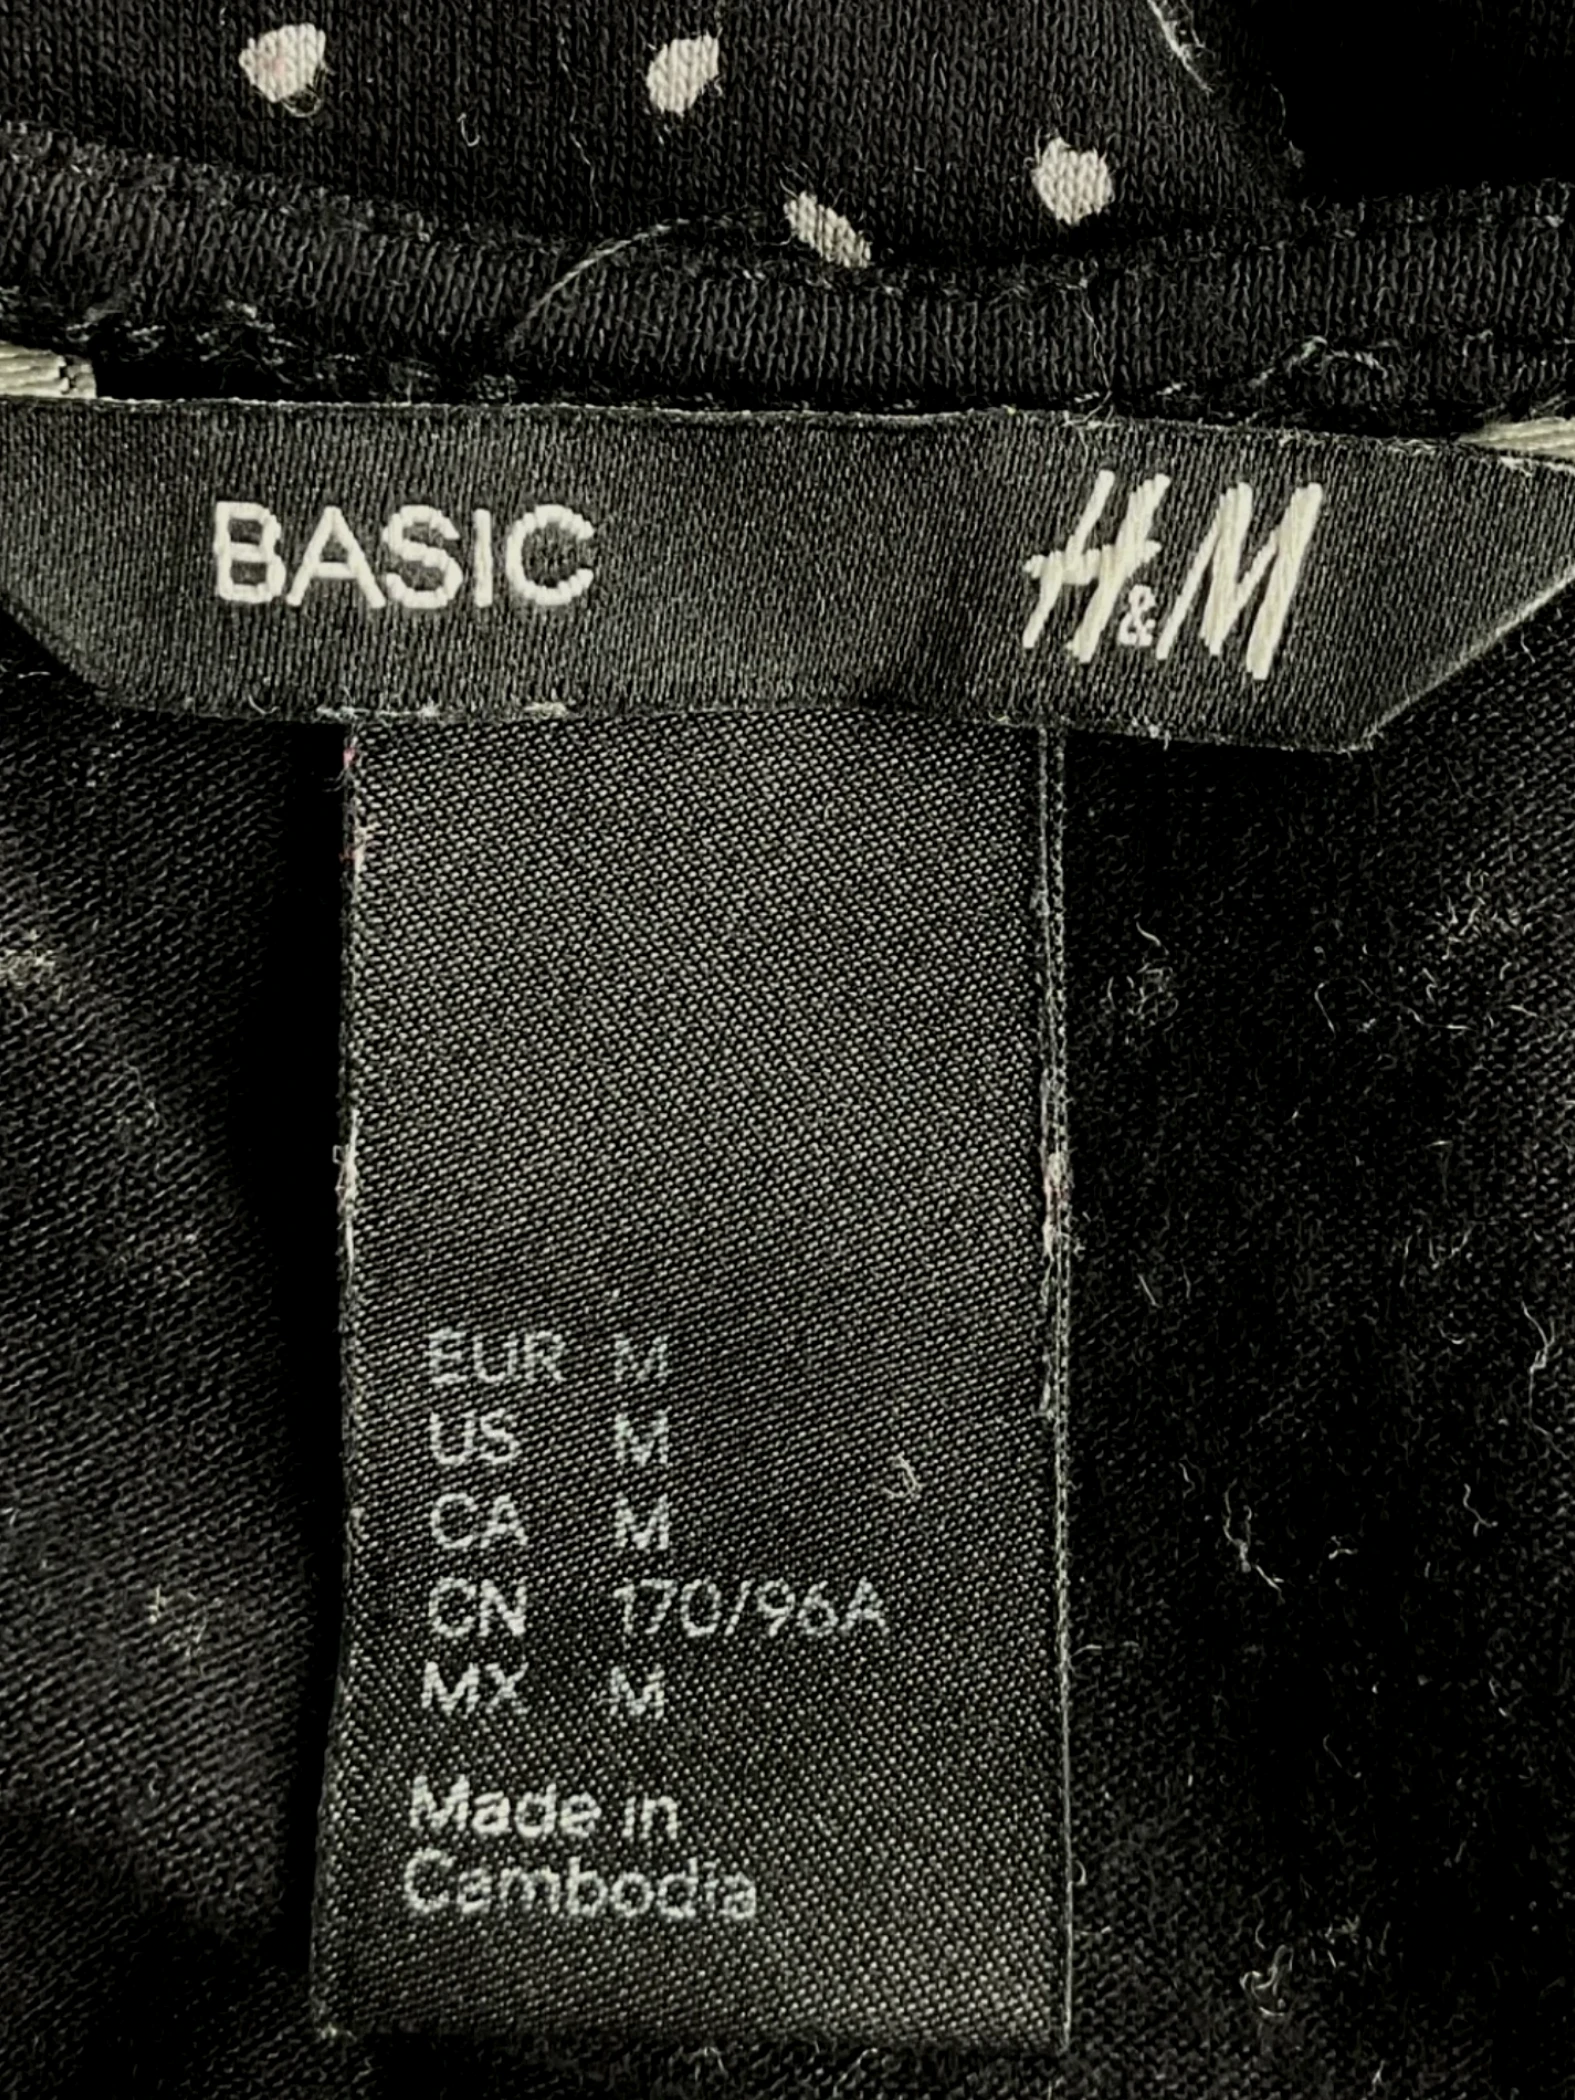 BASIC H&M
EUR M
US M
CA M
CN 170/96A
MX M
Made in
Cambodia